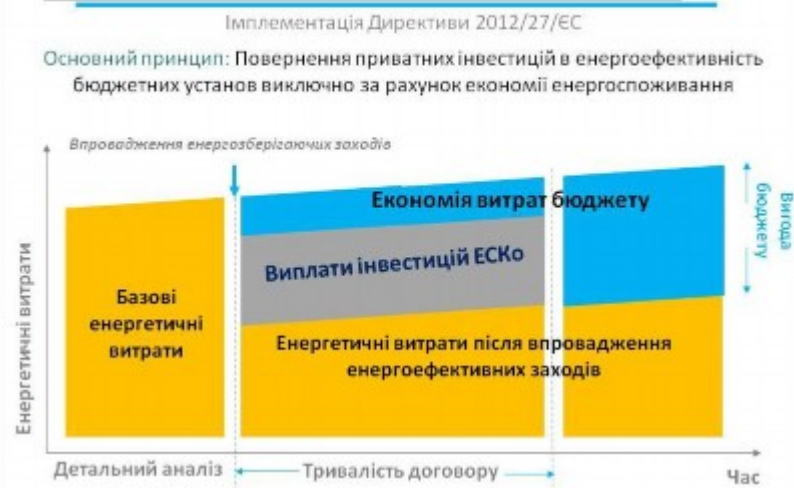 Імплементація Директиви 2012/27/ЄС
Основний принцип: Повернення приватних інвестицій в енергоефективність
бюджетних установ виключно за рахунок економії енергоспоживання
Впровадження енергозберігаючих заходів
Економія витрат бюджету
Вигода
бюджету
Виплати інвестицій ЕСКо
Базові
енергетичні
витрати
Енергетичні витрати після впровадження
енергоефективних заходів
Енергетичні витрати
Детальний аналіз
Тривалість договору
Час